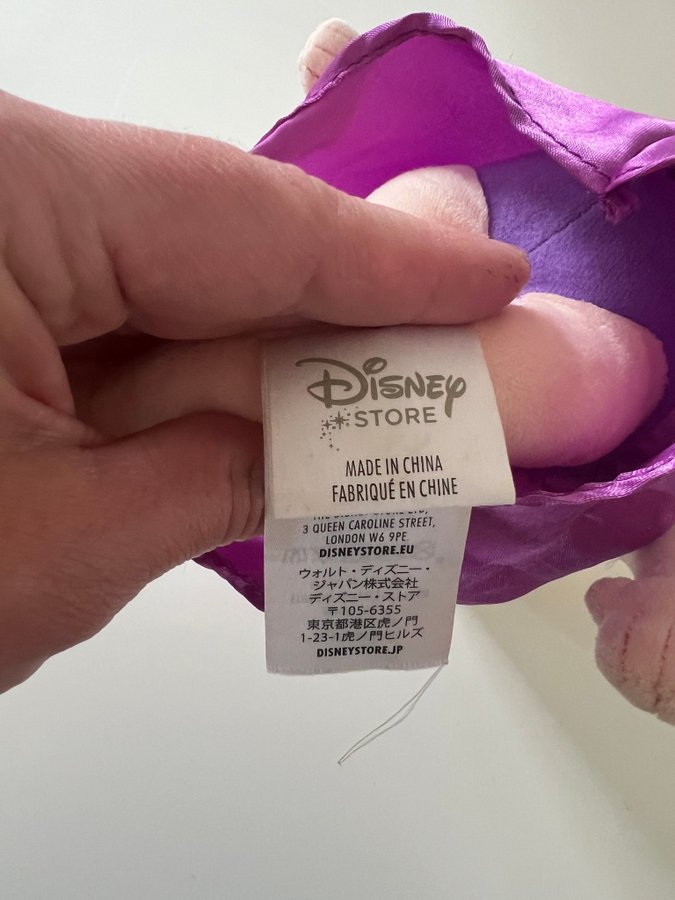 Disney
STORE
MADE IN CHINA
FABRIQUÉ EN CHINE
3 QUEEN CAROLINE STREET,
LONDON W6 9PE
DISNEYSTORE.EU
ウォルト・ディズニー・
ジャパン株式会社
ディズニー・ストア
〒105-6355
東京都港区虎ノ門
1-23-1虎ノ門ヒルズ
DISNEYSTORE.JP